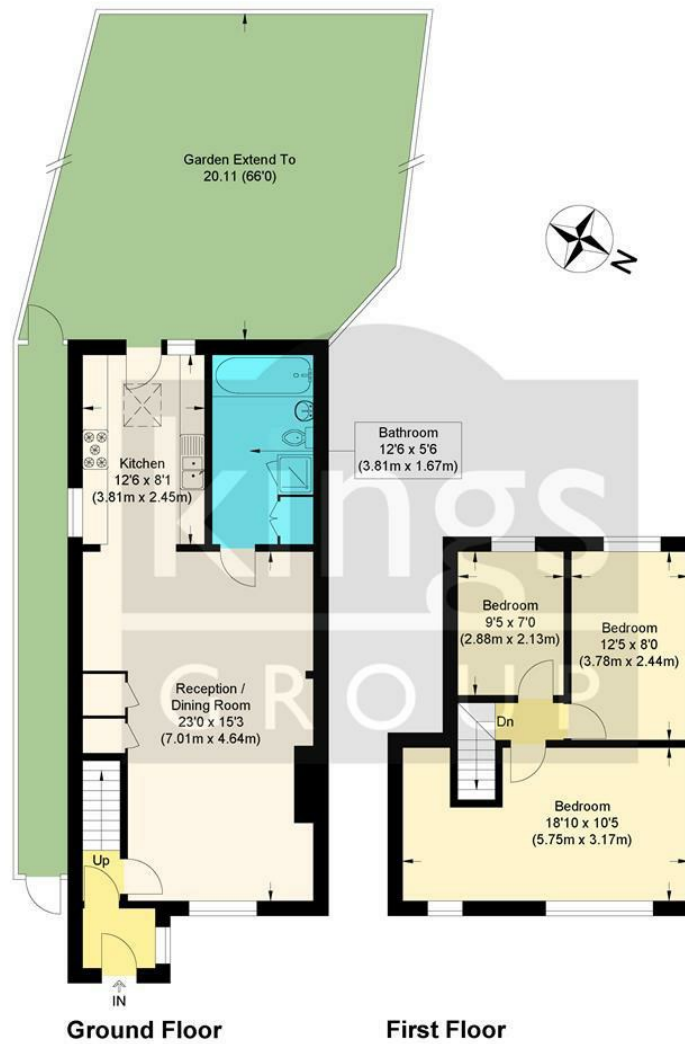 Garden Extend To
20.11 (66'0)
N
Kitchen
12'6 x 8'1
(3.81m x 2.45m)
Bathroom
12'6 x 5'6
(3.81m x 1.67m)
kings
GROUP
Reception /
Dining Room
23'0 x 15'3
(7.01m x 4.64m)
Up
IN
Bedroom
9'5 x 7'0
(2.88m x 2.13m)
Bedroom
12'5 x 8'0
(3.78m x 2.44m)
Dn
Bedroom
18'10 x 10'5
(5.75m x 3.17m)
Ground Floor
First Floor